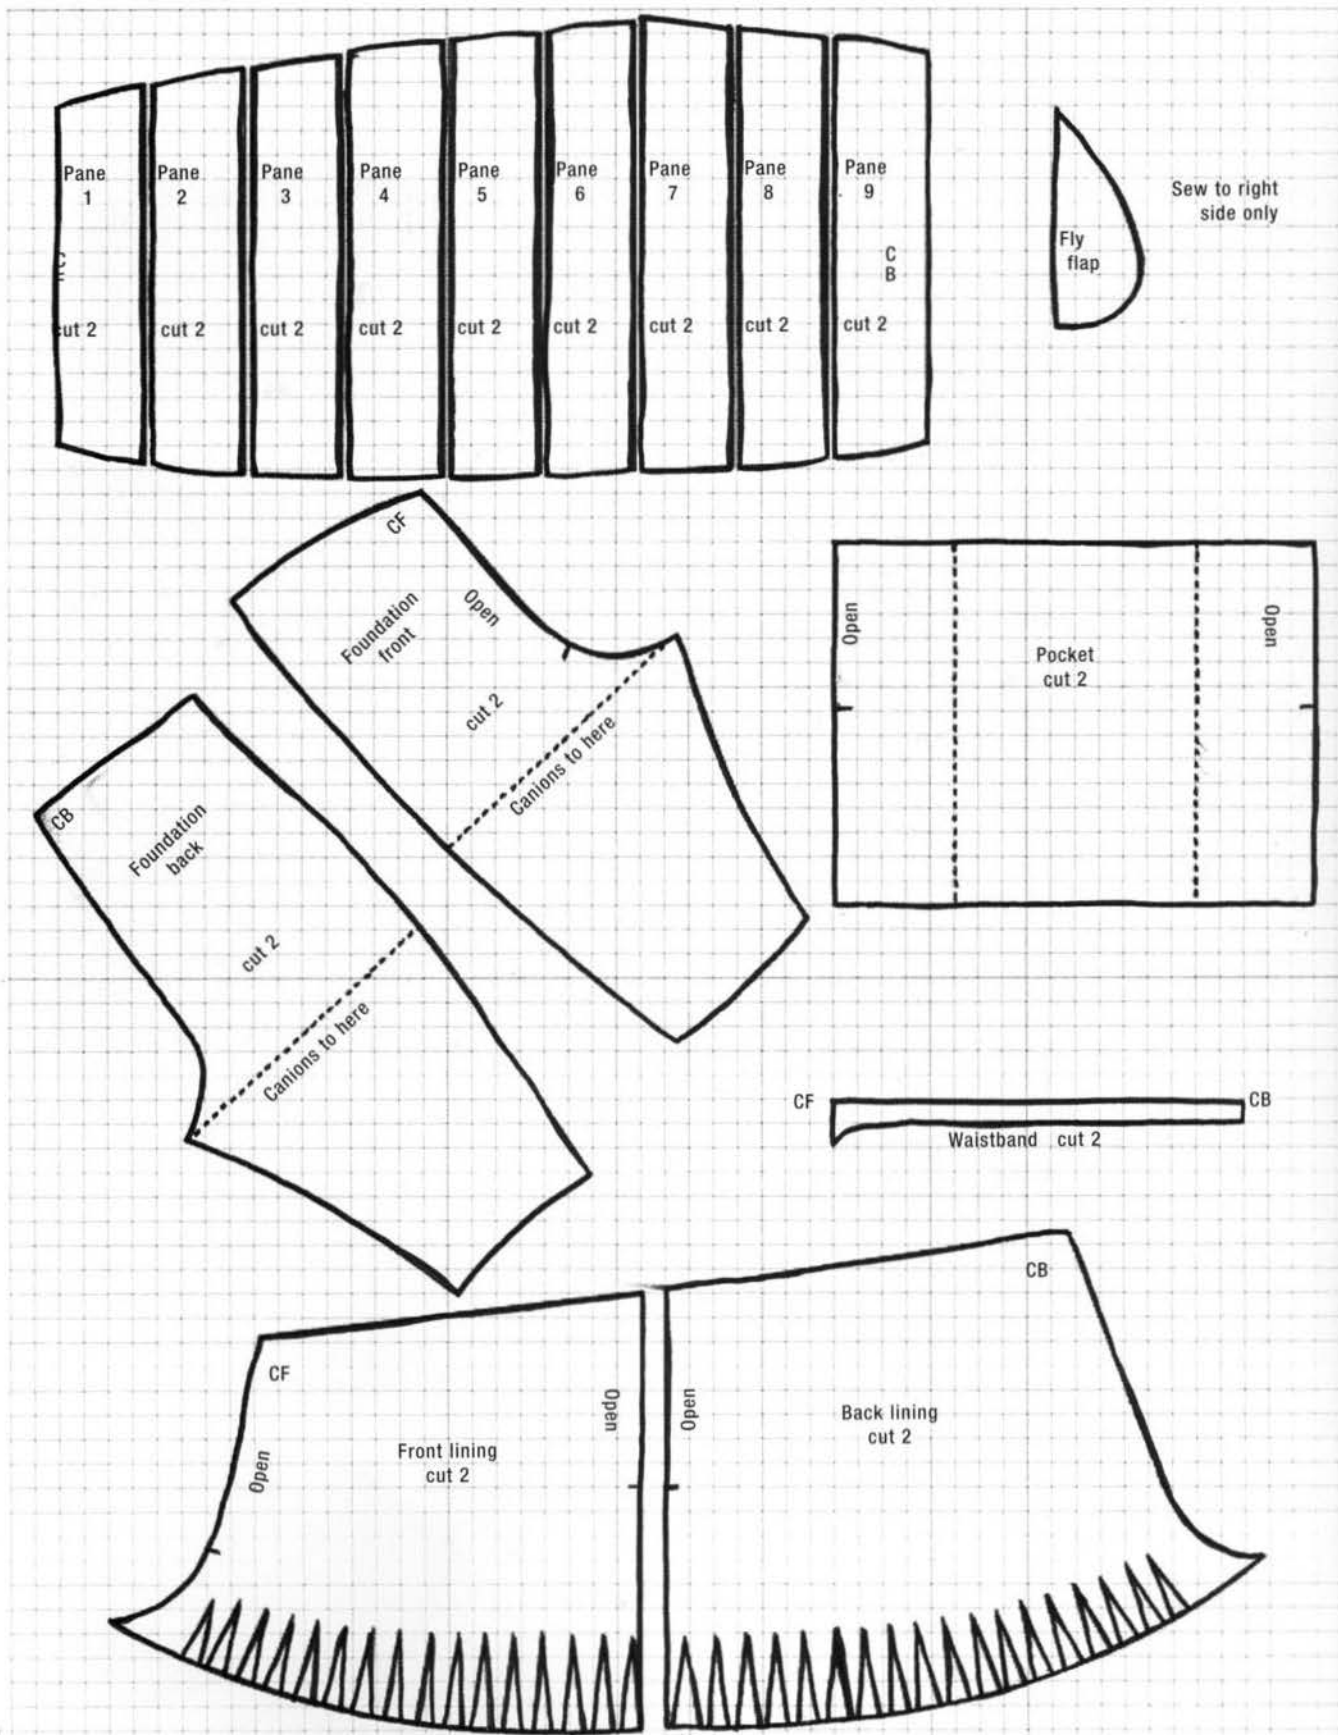 Pane
1
Pane
2
Pane
3
Pane
4
Pane
5
Pane
6
Pane
7
Pane
8
Pane
9
C
F
C
B
cut 2
cut 2
cut 2
cut 2
cut 2
cut 2
cut 2
cut 2
cut 2
Fly
flap
Sew to right
side only
CF
Open
Foundation
front
cut 2
Canions to here
CB
Foundation
back
cut 2
Canions to here
Open
Pocket
cut 2
Open
CF
CB
Waistband cut 2
CF
Open
Front lining
cut 2
Open
CB
Open
Back lining
cut 2